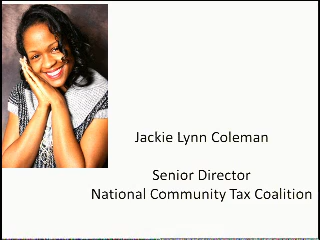 Jackie Lynn Coleman
Senior Director
National Community Tax Coalition